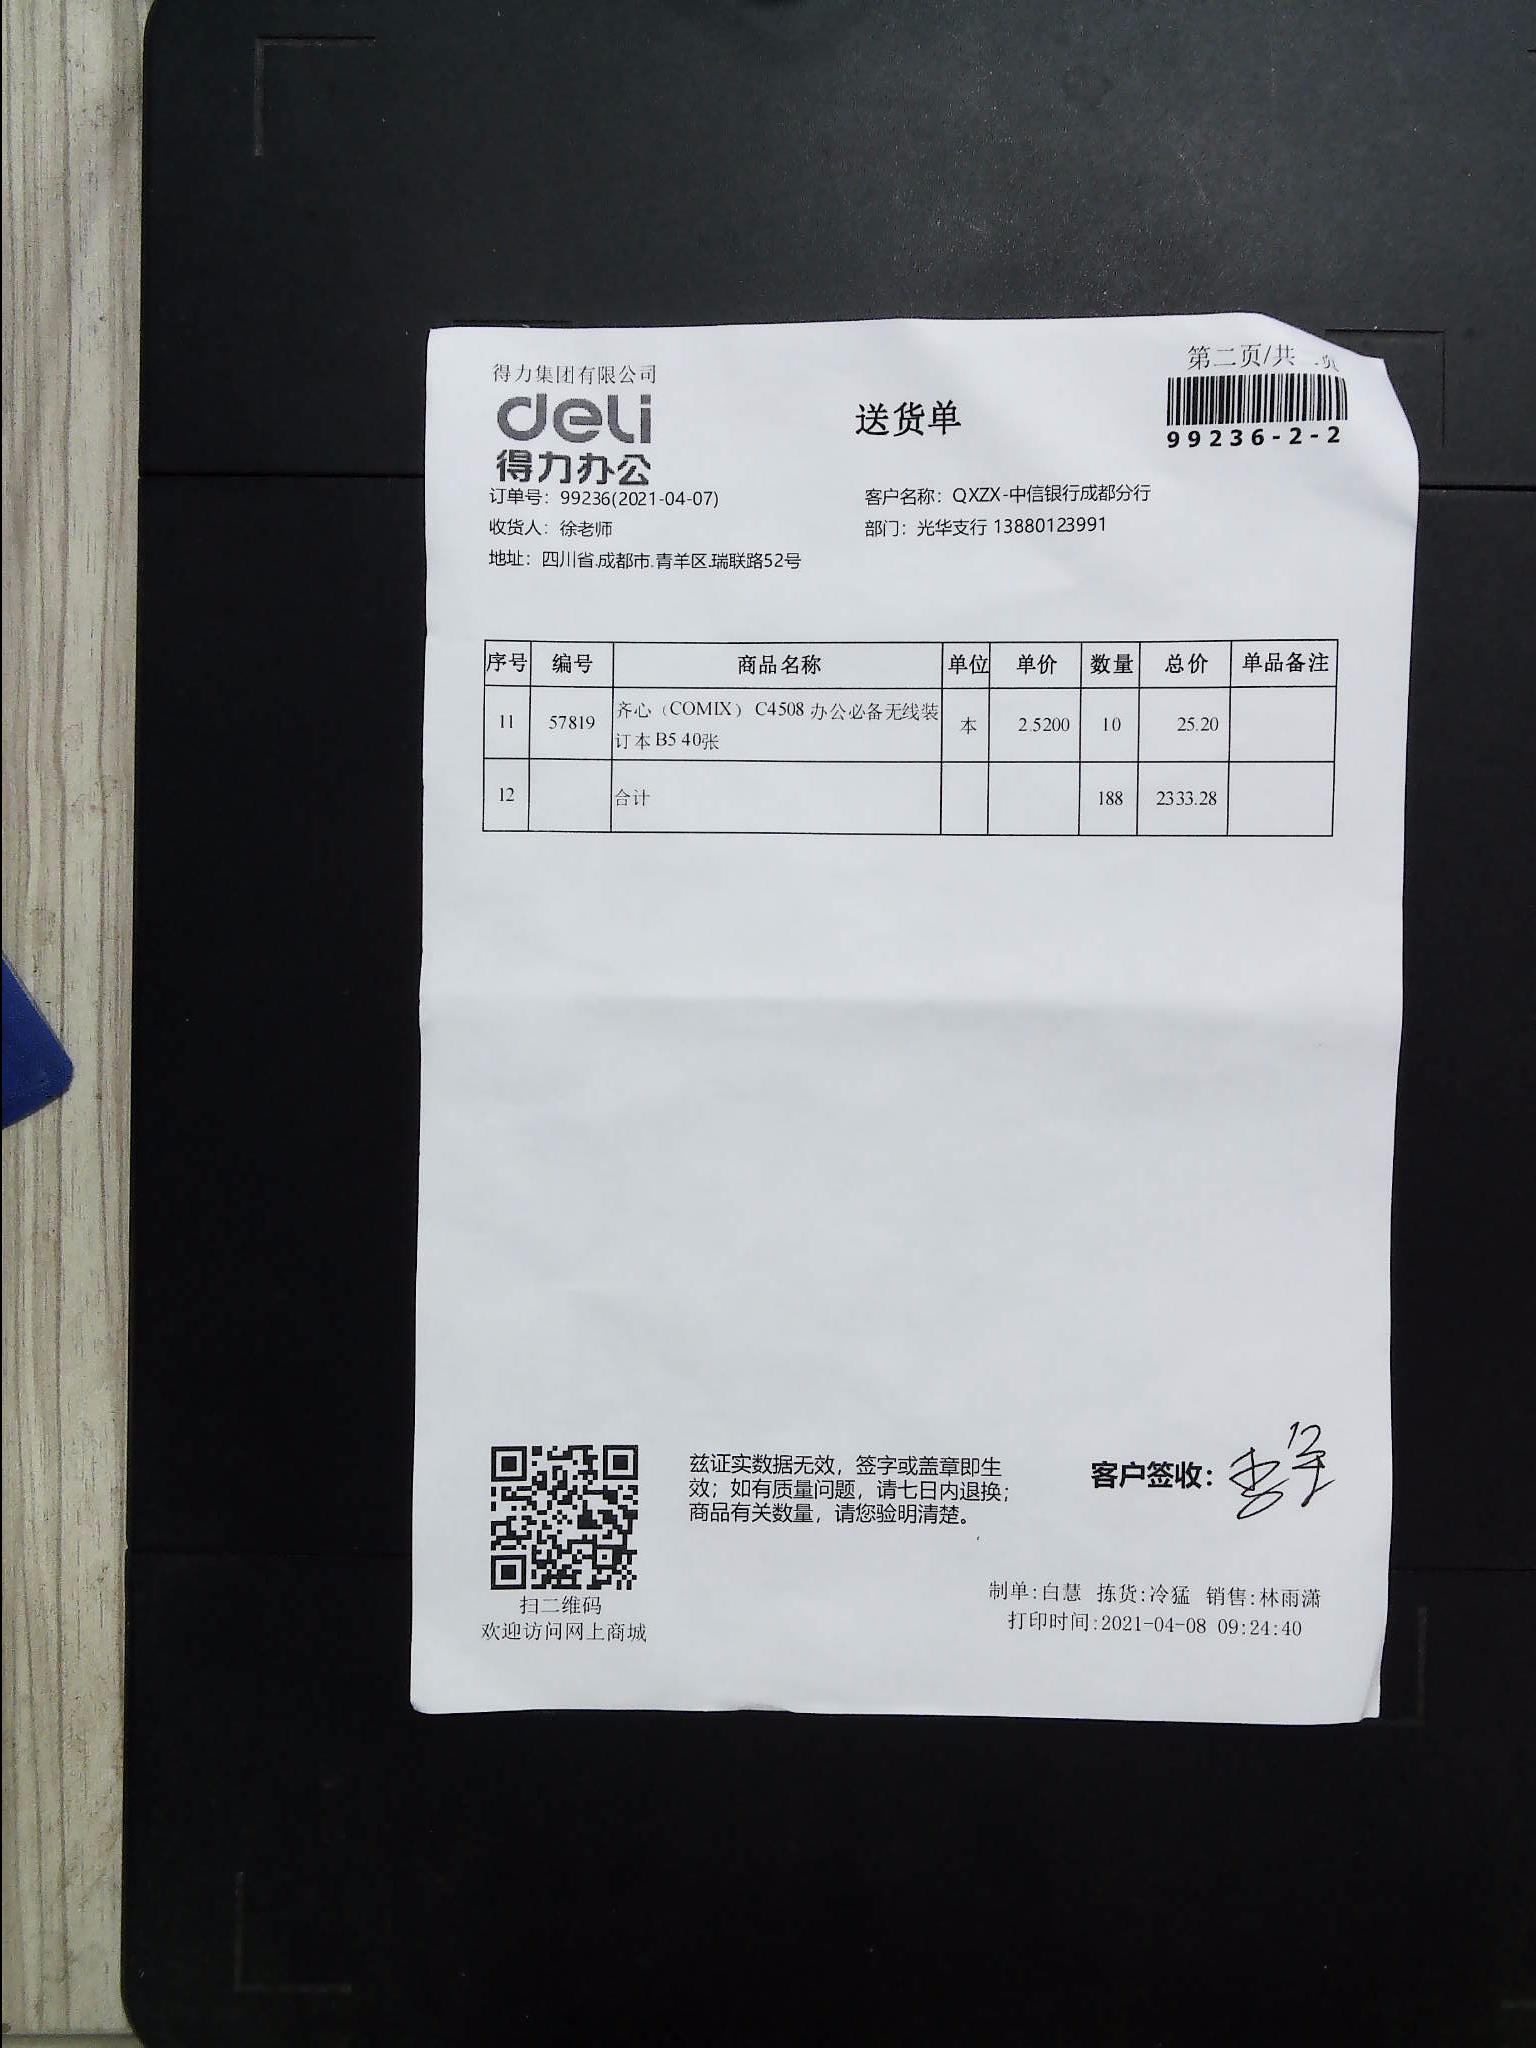 得力集团有限公司
第二页/共
deli
得力办公
送货单
99236-2-2
订单号：99236(2021-04-07)
客户名称：QXZX-中信银行成都分行
收货人：徐老师
部门：光华支行 13880123991
地址：四川省.成都市.青羊区.瑞联路52号
序号 编号 商品名称 单位 单价 数量 总价 单品备注
11 57819 齐心（COMIX） C4508 办公必备无线装 本 2.5200 10 25.20
订本 B5 40张
12 合计 188 2333.28
兹证实数据无效，签字或盖章即生
效；如有质量问题，请七日内退换；
商品有关数量，请您验明清楚。
客户签收：
扫二维码
欢迎访问网上商城
制单:白慧 拣货:冷猛 销售:林雨潇
打印时间:2021-04-08 09:24:40